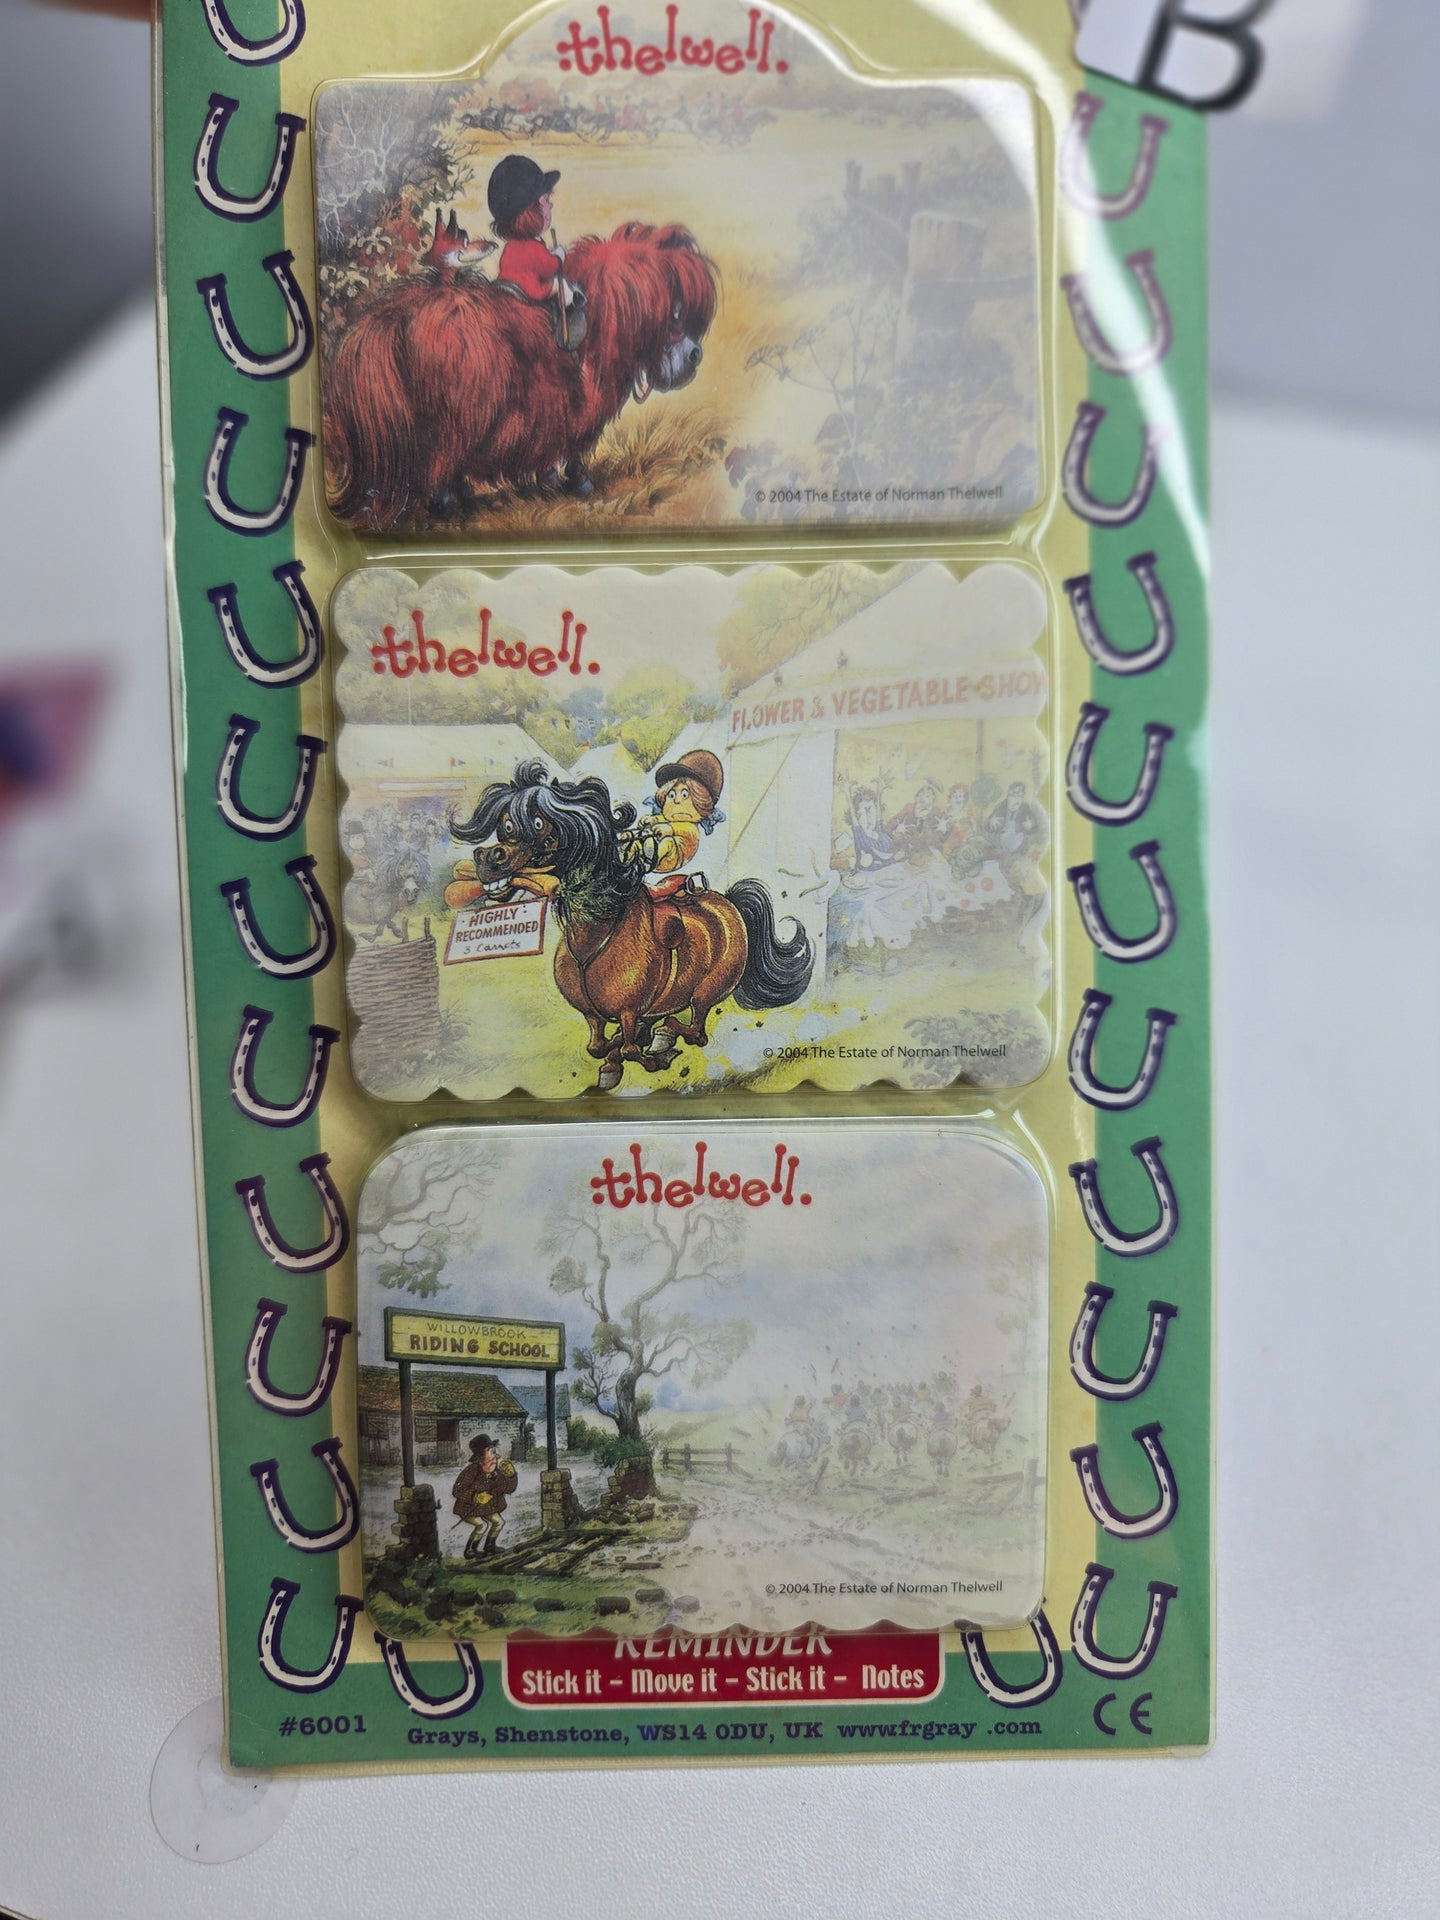 thelwell.
B
© 2004 The Estate of Norman Thelwell
thelwell.
FLOWER & VEGETABLE SHOW
HIGHLY
RECOMMENDED
3 Carrots
© 2004 The Estate of Norman Thelwell
thelwell.
WILLOWBROOK
RIDING SCHOOL
© 2004 The Estate of Norman Thelwell
REMINDER
Stick it – Move it – Stick it – Notes
#6001
Grays, Shenstone, WS14 0DU, UK www.frgray .com
CE